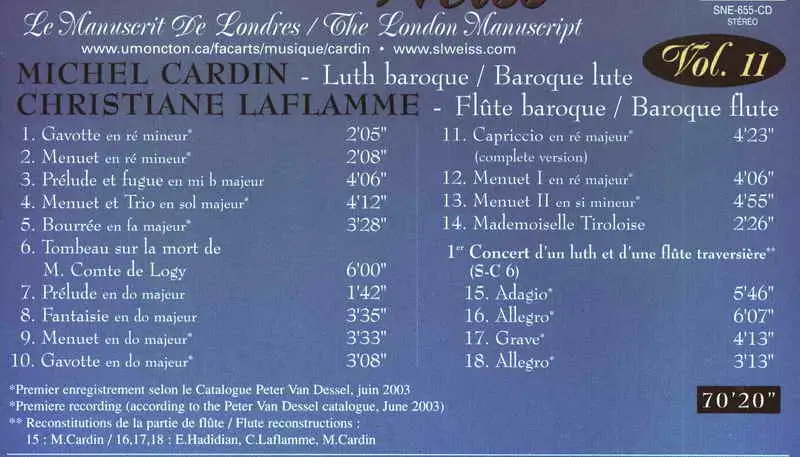 Weiss
SNE-655-CD
STÉRÉO
Le Manuscrit De Londres / The London Manuscript
www.umoncton.ca/facarts/musique/cardin • www.slweiss.com
Vol. 11
MICHEL CARDIN - Luth baroque / Baroque lute
CHRISTIANE LAFLAMME - Flûte baroque / Baroque flute
1. Gavotte en ré mineur* 2'05"
2. Menuet en ré mineur* 2'08"
3. Prélude et fugue en mi b majeur 4'06"
4. Menuet et Trio en sol majeur* 4'12"
5. Bourrée en fa majeur* 3'28"
6. Tombeau sur la mort de
M. Comte de Logy 6'00"
7. Prélude en do majeur 1'42"
8. Fantaisie en do majeur 3'35"
9. Menuet en do majeur* 3'33"
10. Gavotte en do majeur* 3'08"
11. Capriccio en ré majeur* 4'23"
(complete version)
12. Menuet I en ré majeur* 4'06"
13. Menuet II en si mineur* 4'55"
14. Mademoiselle Tiroloise 2'26"
1er Concert d'un luth et d'une flûte traversière**
(S-C 6)
15. Adagio* 5'46"
16. Allegro* 6'07"
17. Grave* 4'13"
18. Allegro* 3'13"
*Premier enregistrement selon le Catalogue Peter Van Dessel, juin 2003
*Premiere recording (according to the Peter Van Dessel catalogue, June 2003)
** Reconstitutions de la partie de flûte / Flute reconstructions :
15 : M.Cardin / 16,17,18 : E.Hadidian, C.Laflamme, M.Cardin
70'20"